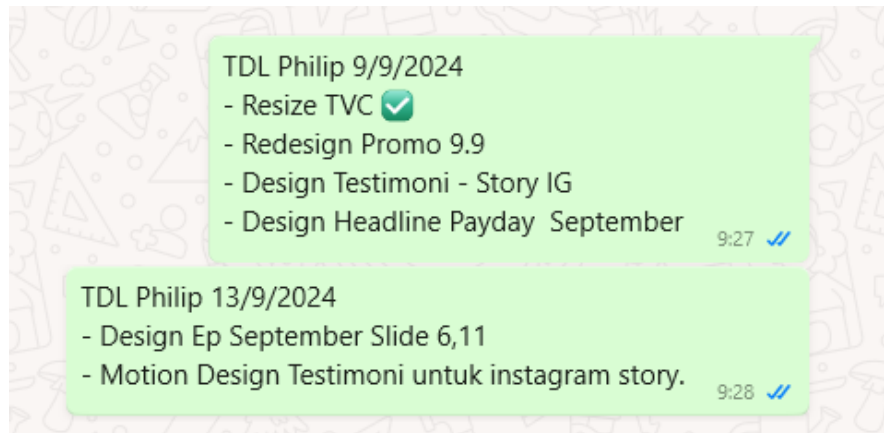 TDL Philip 9/9/2024
- Resize TVC ✅
- Redesign Promo 9.9
- Design Testimoni - Story IG
- Design Headline Payday  September
9:27
TDL Philip 13/9/2024
- Design Ep September Slide 6,11
- Motion Design Testimoni untuk instagram story.
9:28